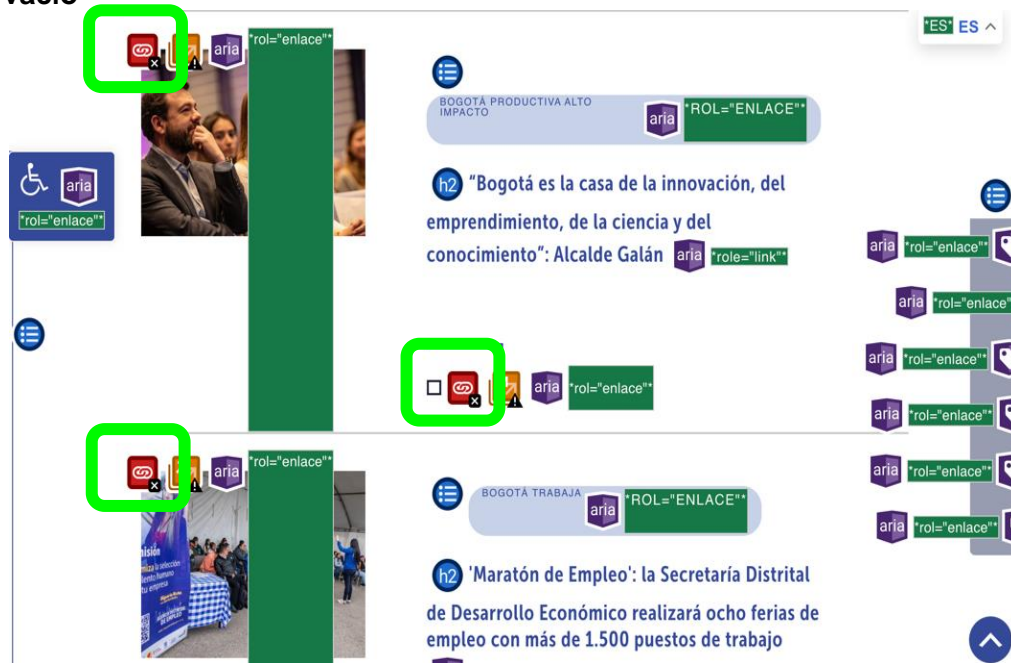 *ES* ES
aria *rol="enlace"*
BOGOTÁ PRODUCTIVA ALTO
IMPACTO
aria *ROL="ENLACE"*
aria
*rol="enlace"*
h2 “Bogotá es la casa de la innovación, del
emprendimiento, de la ciencia y del
conocimiento”: Alcalde Galán aria *role="link"*
aria *rol="enlace"*
aria *rol="enlace"
aria *rol="enlace"*
aria *rol="enlace"*
aria *rol="enlace"*
aria *rol="enlace"*
aria *rol="enlace"*
aria *rol="enlace"*
BOGOTÁ TRABAJA
aria *ROL="ENLACE"*
h2 'Maratón de Empleo': la Secretaría Distrital
de Desarrollo Económico realizará ocho ferias de
empleo con más de 1.500 puestos de trabajo